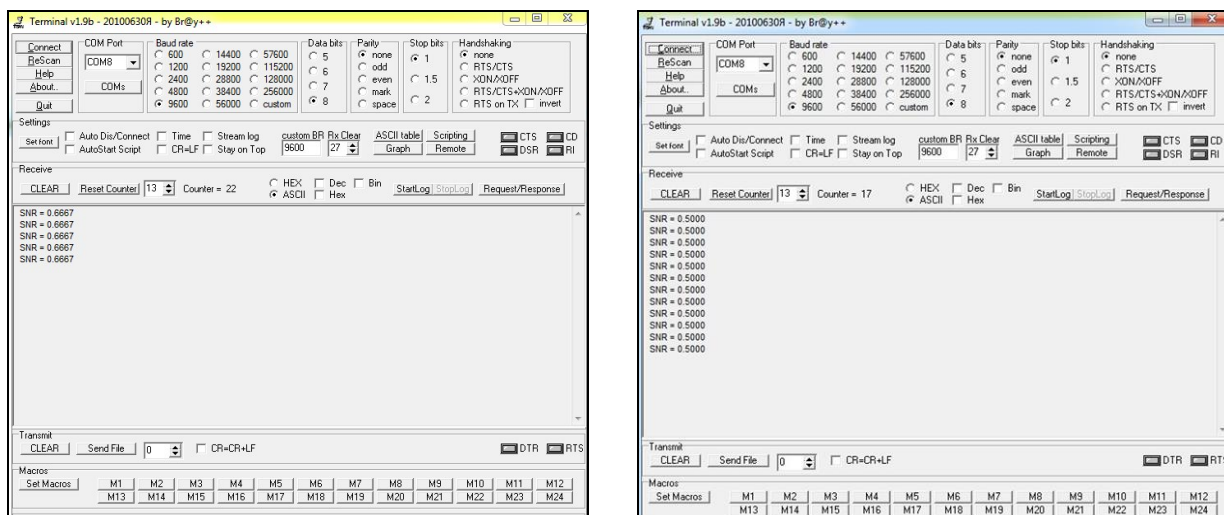 Terminal v1.9b - 20100630Я - by Br@y++
Connect
ReScan
Help
About..
Quit
COM Port
COM8
COMs
Baud rate
600 14400 57600
1200 19200 115200
2400 28800 128000
4800 38400 256000
9600 56000 custom
Data bits
5
6
7
8
Parity
none
odd
even
mark
space
Stop bits
1
1.5
2
Handshaking
none
RTS/CTS
XON/XOFF
RTS/CTS+XON/XOFF
RTS on TX invert
Settings
Set font
Auto Dis/Connect Time Stream log
AutoStart Script CR=LF Stay on Top
custom BR Rx Clear
9600 27
ASCII table Scripting
Graph Remote
CTS CD
DSR RI
Receive
CLEAR Reset Counter 13 Counter = 22
HEX Dec Bin
ASCII Hex
StartLog StopLog Request/Response
SNR = 0.6667
SNR = 0.6667
SNR = 0.6667
SNR = 0.6667
SNR = 0.6667
Transmit
CLEAR Send File 0 CR=CR+LF DTR RTS
Macros
Set Macros M1 M2 M3 M4 M5 M6 M7 M8 M9 M10 M11 M12
M13 M14 M15 M16 M17 M18 M19 M20 M21 M22 M23 M24
Terminal v1.9b - 20100630Я - by Br@y++
Connect
ReScan
Help
About..
Quit
COM Port
COM8
COMs
Baud rate
600 14400 57600
1200 19200 115200
2400 28800 128000
4800 38400 256000
9600 56000 custom
Data bits
5
6
7
8
Parity
none
odd
even
mark
space
Stop bits
1
1.5
2
Handshaking
none
RTS/CTS
XON/XOFF
RTS/CTS+XON/XOFF
RTS on TX invert
Settings
Set font
Auto Dis/Connect Time Stream log
AutoStart Script CR=LF Stay on Top
custom BR Rx Clear
9600 27
ASCII table Scripting
Graph Remote
CTS CD
DSR RI
Receive
CLEAR Reset Counter 13 Counter = 17
HEX Dec Bin
ASCII Hex
StartLog StopLog Request/Response
SNR = 0.5000
SNR = 0.5000
SNR = 0.5000
SNR = 0.5000
SNR = 0.5000
SNR = 0.5000
SNR = 0.5000
SNR = 0.5000
SNR = 0.5000
SNR = 0.5000
SNR = 0.5000
SNR = 0.5000
Transmit
CLEAR Send File 0 CR=CR+LF DTR RTS
Macros
Set Macros M1 M2 M3 M4 M5 M6 M7 M8 M9 M10 M11 M12
M13 M14 M15 M16 M17 M18 M19 M20 M21 M22 M23 M24